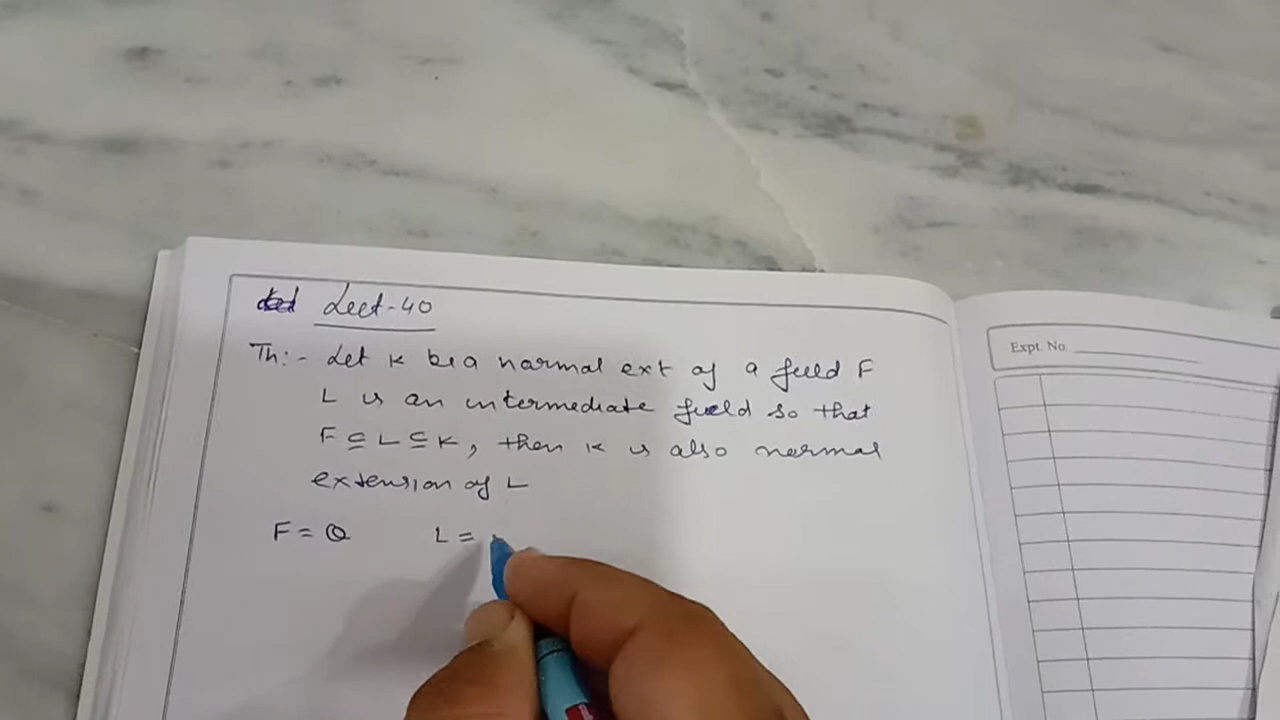 Lect-40
Th:- Let K be a normal ext of a field F
L is an intermediate field so that
F ⊆ L ⊆ K, then K is also normal
extension of L
F = Q L =
Expt. No.